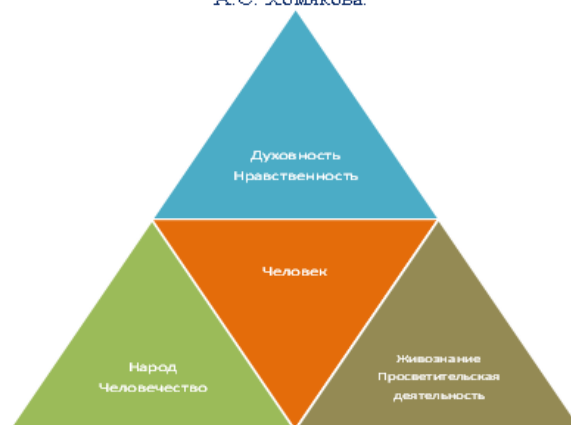 А.С. Хомякова.
Духовность
Нравственность
Человек
Народ
Человечество
Живознание
Просветительская
деятельность